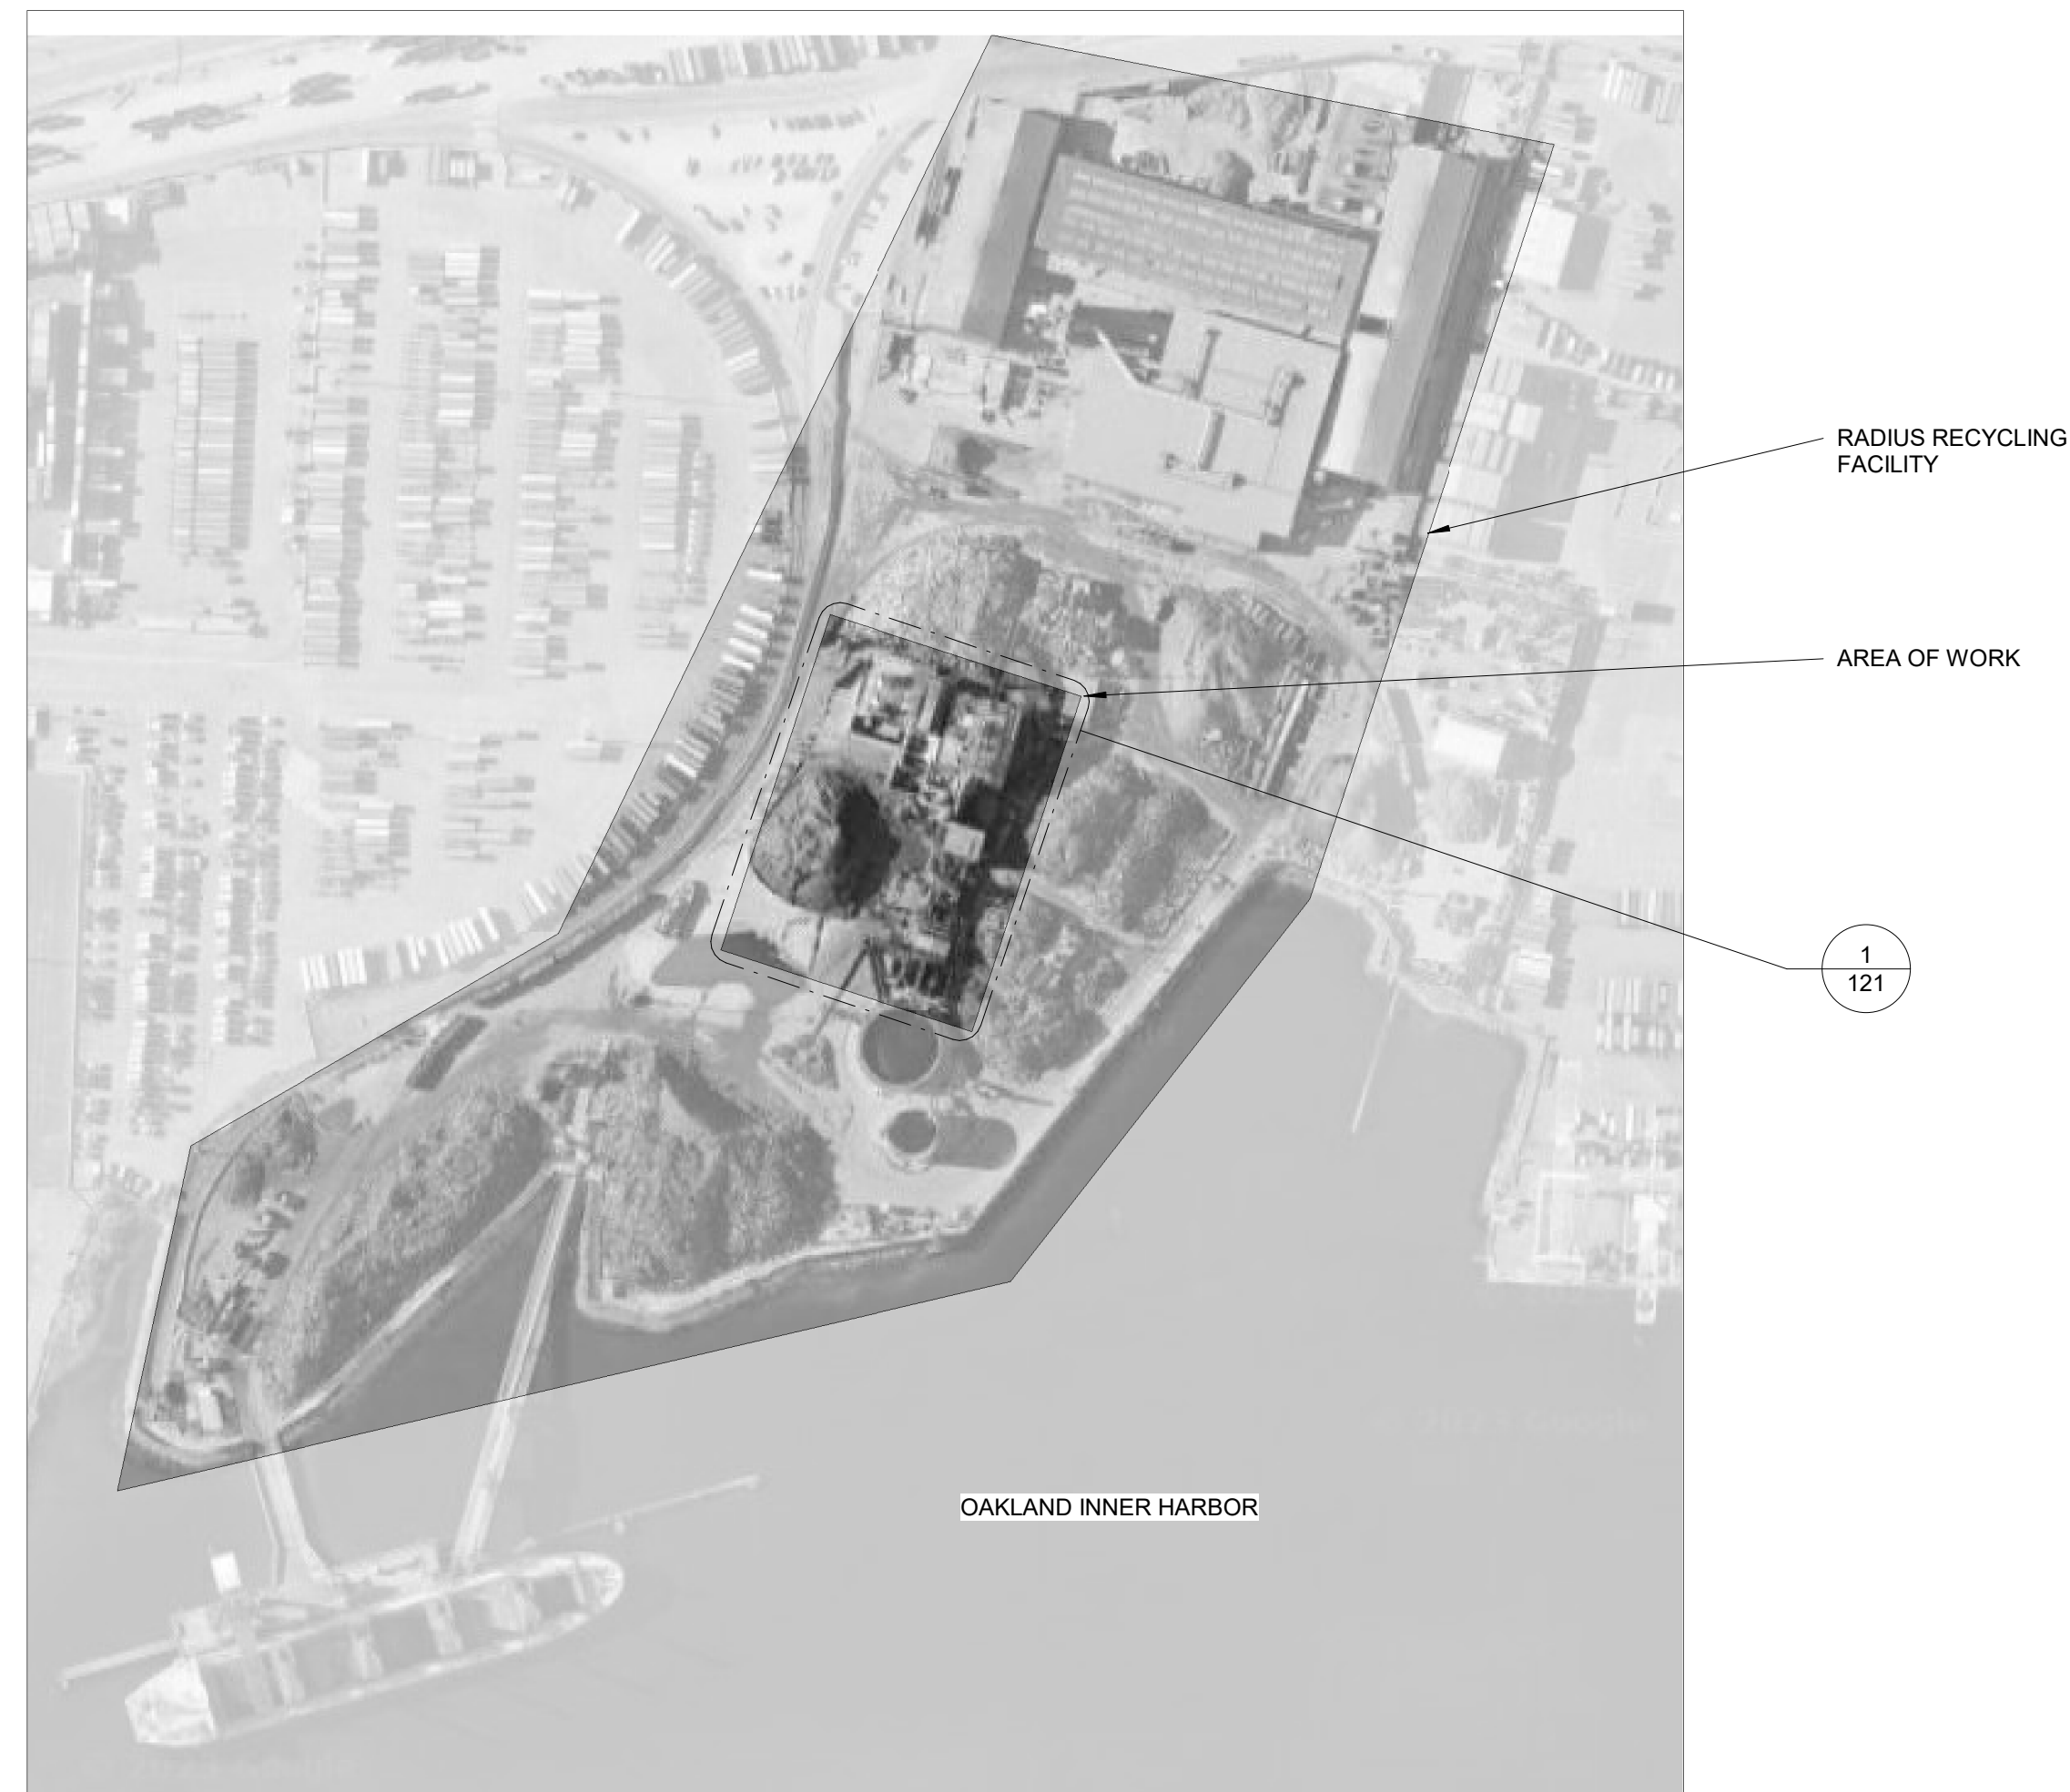 RADIUS RECYCLING
FACILITY
AREA OF WORK
1
121
OAKLAND INNER HARBOR